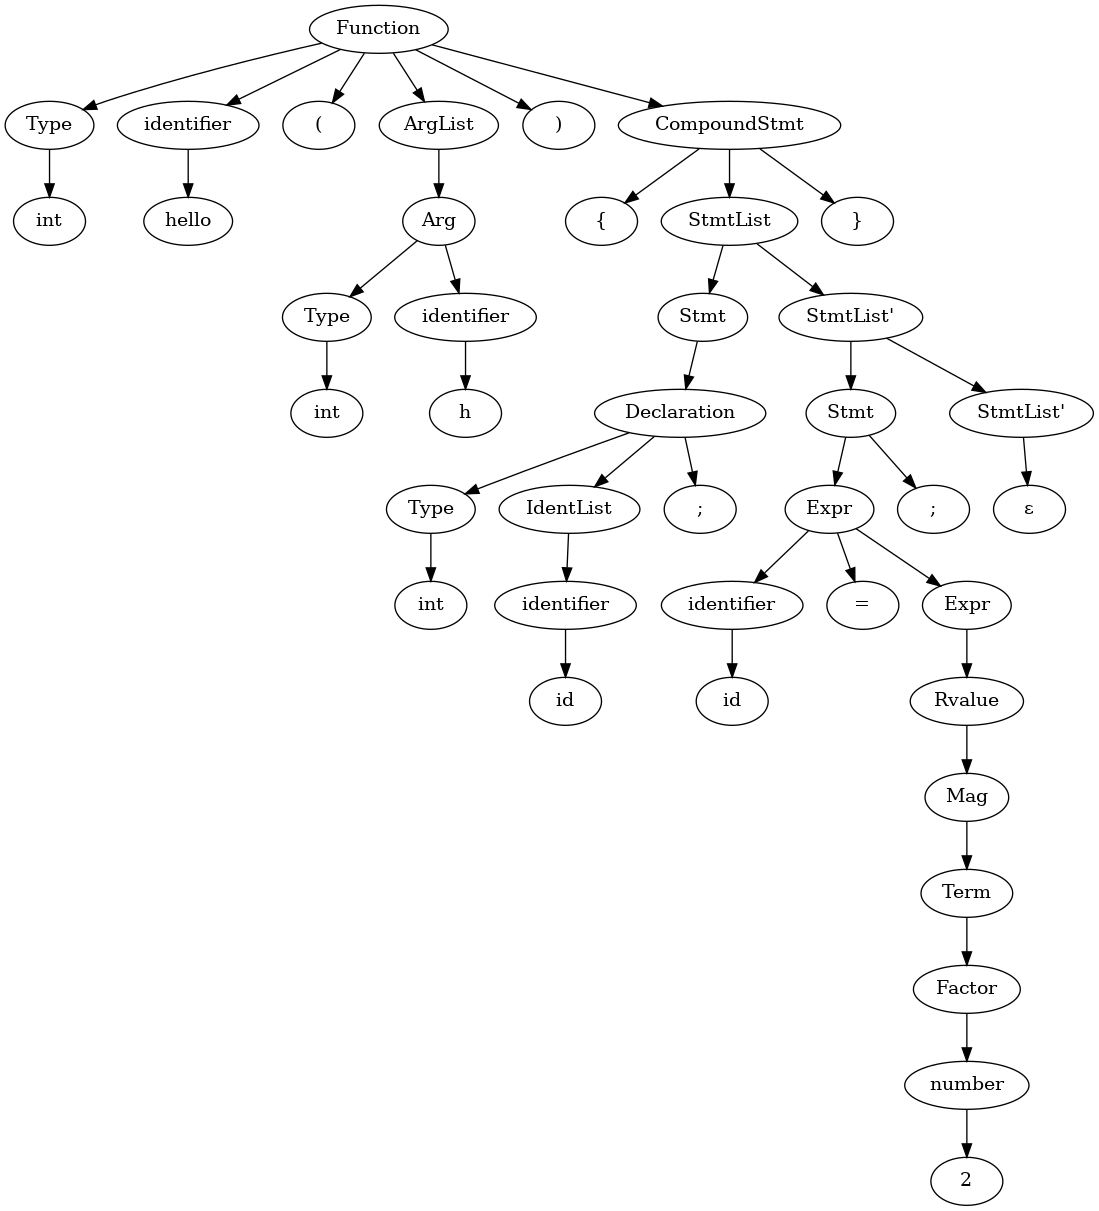 Function
Type identifier ( ArgList ) CompoundStmt
int hello Arg { StmtList }
Type identifier Stmt StmtList'
int h Declaration Stmt StmtList'
Type IdentList ; Expr ; ε
int identifier identifier = Expr
id id Rvalue
Mag
Term
Factor
number
2